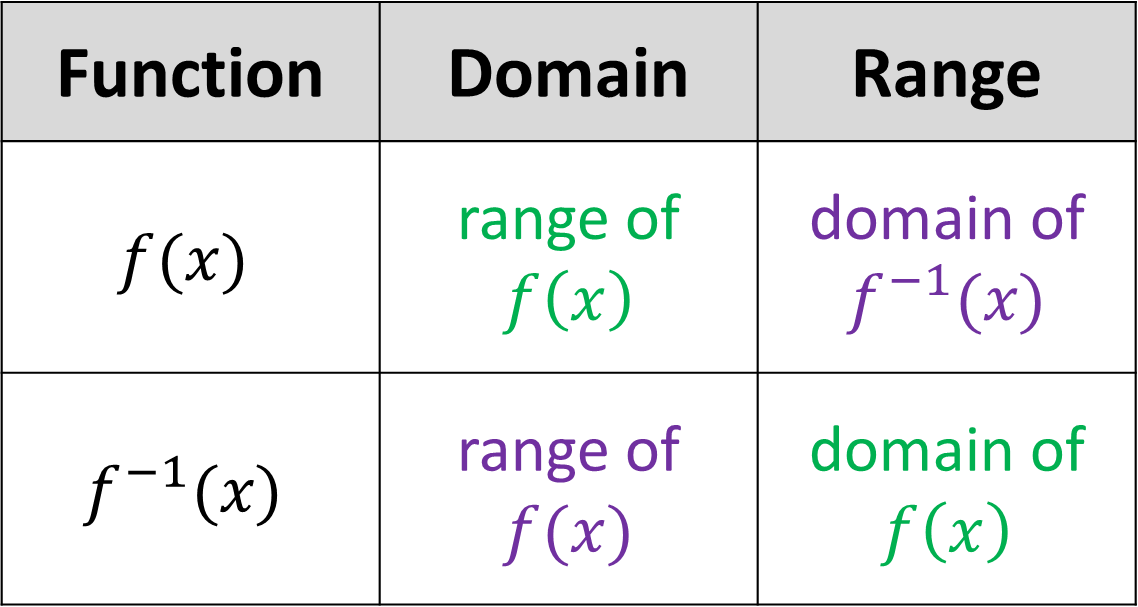 Function Domain Range
f(x) range of f(x) domain of f⁻¹(x)
f⁻¹(x) range of f(x) domain of f(x)